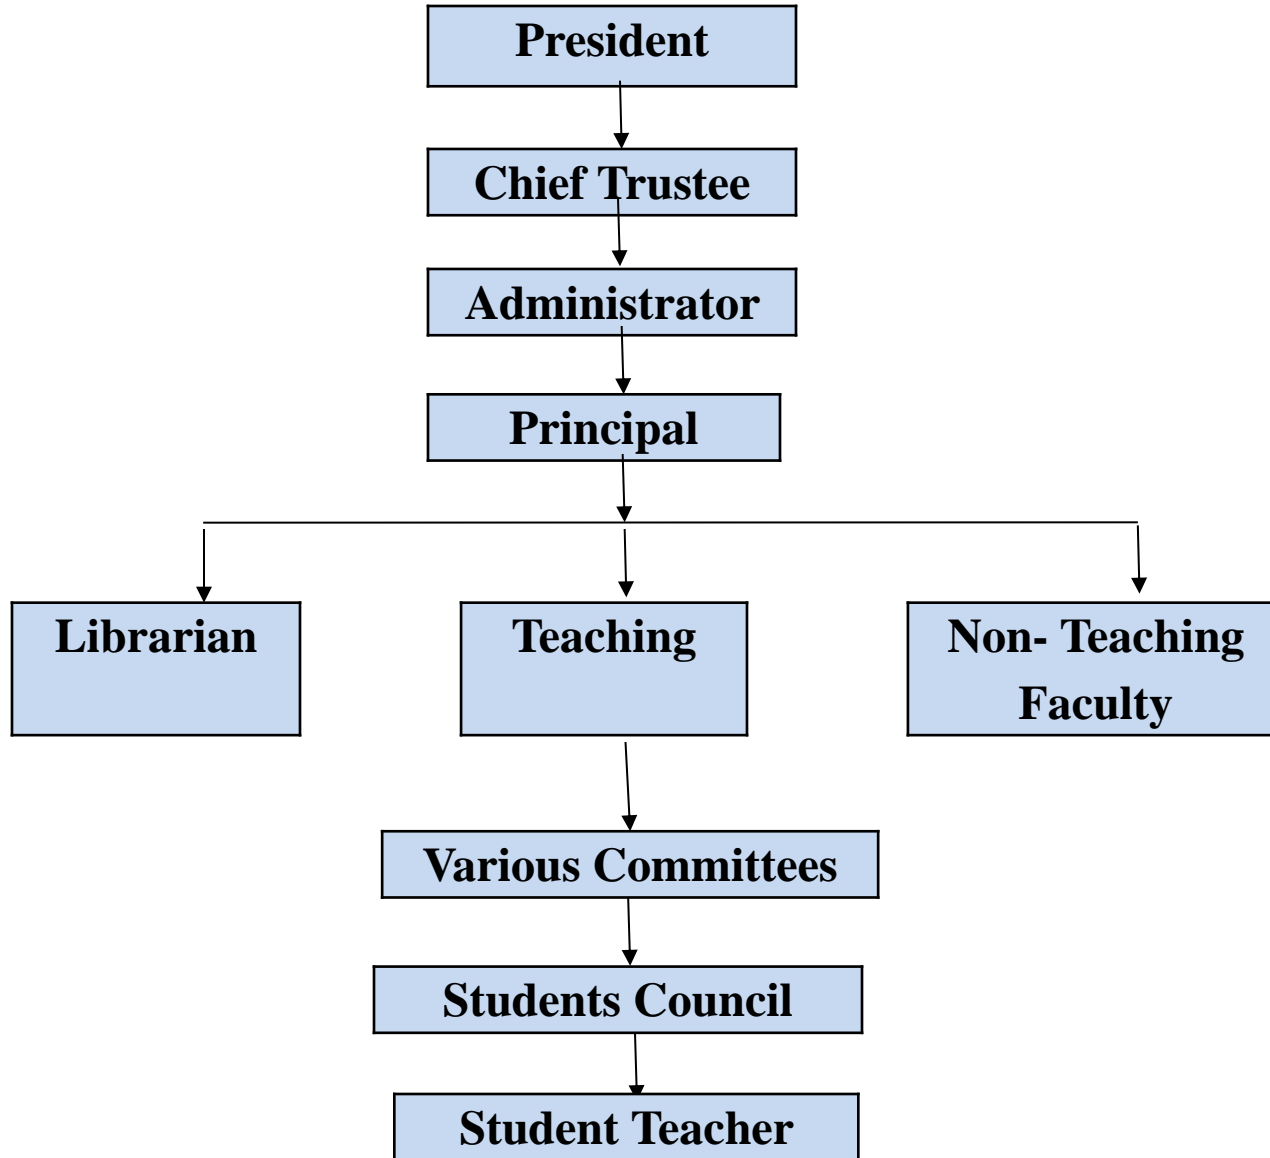 President
Chief Trustee
Administrator
Principal
Librarian
Teaching
Non- Teaching
Faculty
Various Committees
Students Council
Student Teacher